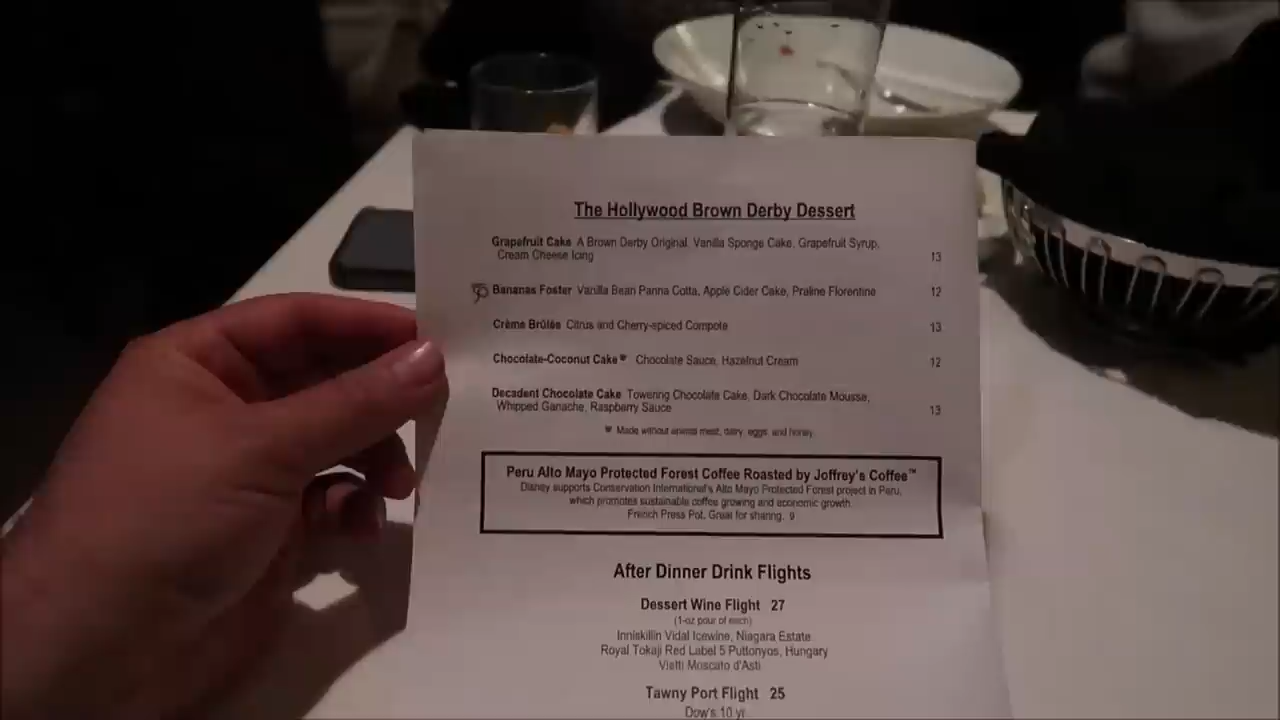 The Hollywood Brown Derby Dessert
Grapefruit Cake A Brown Derby Original, Vanilla Sponge Cake, Grapefruit Syrup,
Cream Cheese Icing 13
50 Bananas Foster Vanilla Bean Panna Cotta, Apple Cider Cake, Praline Florentine 12
Crème Brûlée Citrus and Cherry-spiced Compote 13
Chocolate-Coconut Cake Chocolate Sauce, Hazelnut Cream 12
Decadent Chocolate Cake Towering Chocolate Cake, Dark Chocolate Mousse,
Whipped Ganache, Raspberry Sauce 13
Made without animal meat, dairy, eggs, and honey
Peru Alto Mayo Protected Forest Coffee Roasted by Joffrey's Coffee™
Disney supports Conservation International's Alto Mayo Protected Forest project in Peru,
which promotes sustainable coffee growing and economic growth.
French Press Pot. Great for sharing. 9
After Dinner Drink Flights
Dessert Wine Flight 27
(1-oz pour of each)
Inniskillin Vidal Icewine, Niagara Estate
Royal Tokaji Red Label 5 Puttonyos, Hungary
Vietti Moscato d'Asti
Tawny Port Flight 25
Dow's 10 yr